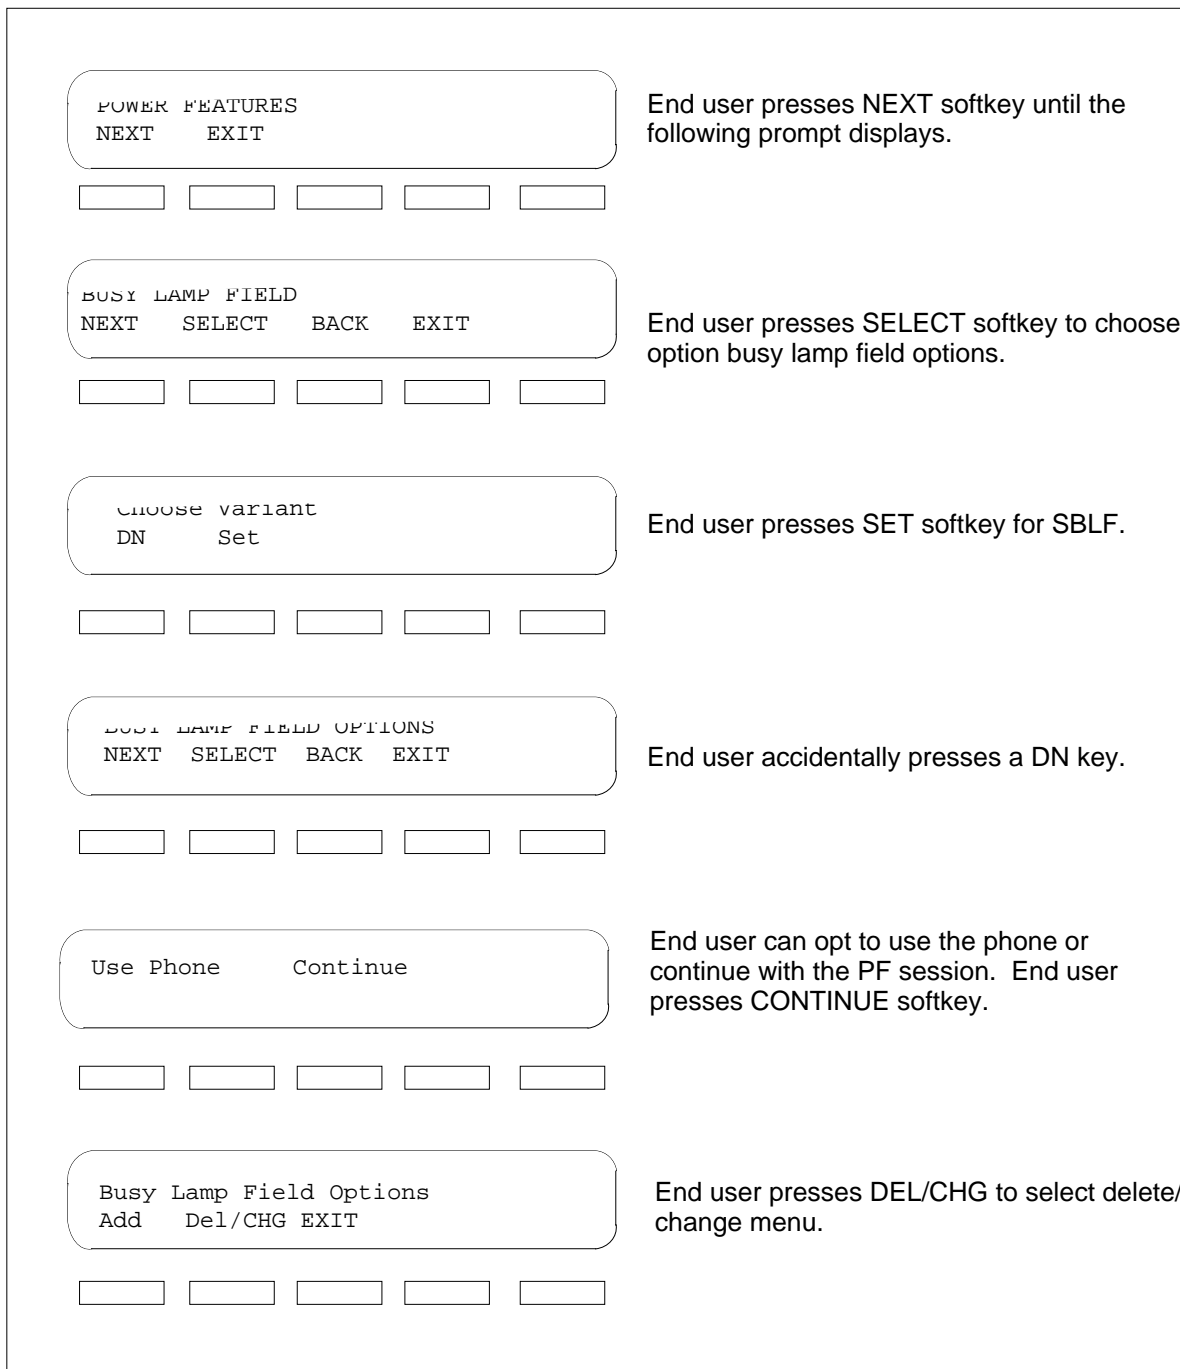 POWER FEATURES
NEXT EXIT
End user presses NEXT softkey until the
following prompt displays.
BUSY LAMP FIELD
NEXT SELECT BACK EXIT
End user presses SELECT softkey to choose
option busy lamp field options.
Choose Variant
DN Set
End user presses SET softkey for SBLF.
BUSY LAMP FIELD OPTIONS
NEXT SELECT BACK EXIT
End user accidentally presses a DN key.
Use Phone Continue
End user can opt to use the phone or
continue with the PF session. End user
presses CONTINUE softkey.
Busy Lamp Field Options
Add Del/CHG EXIT
End user presses DEL/CHG to select delete/
change menu.